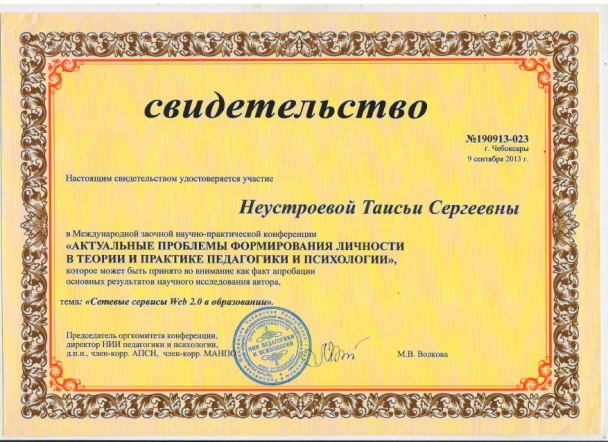 свидетельство
№190913-023
г. Чебоксары
9 сентября 2013 г.
Настоящим свидетельством удостоверяется участие
Неустроевой Таисьи Сергеевны
в Международной заочной научно-практической конференции
«АКТУАЛЬНЫЕ ПРОБЛЕМЫ ФОРМИРОВАНИЯ ЛИЧНОСТИ
В ТЕОРИИ И ПРАКТИКЕ ПЕДАГОГИКИ И ПСИХОЛОГИИ»,
которое может быть принято во внимание как факт апробации
основных результатов научного исследования автора,
тема: «Сетевые сервисы Web 2.0 в образовании».
Председатель оргкомитета конференции,
директор НИИ педагогики и психологии,
д.п.н., член-корр. АПСН, член-корр. МАНПО
М.В. Волкова
НИИ ПЕДАГОГИКИ
И ПСИХОЛОГИИ